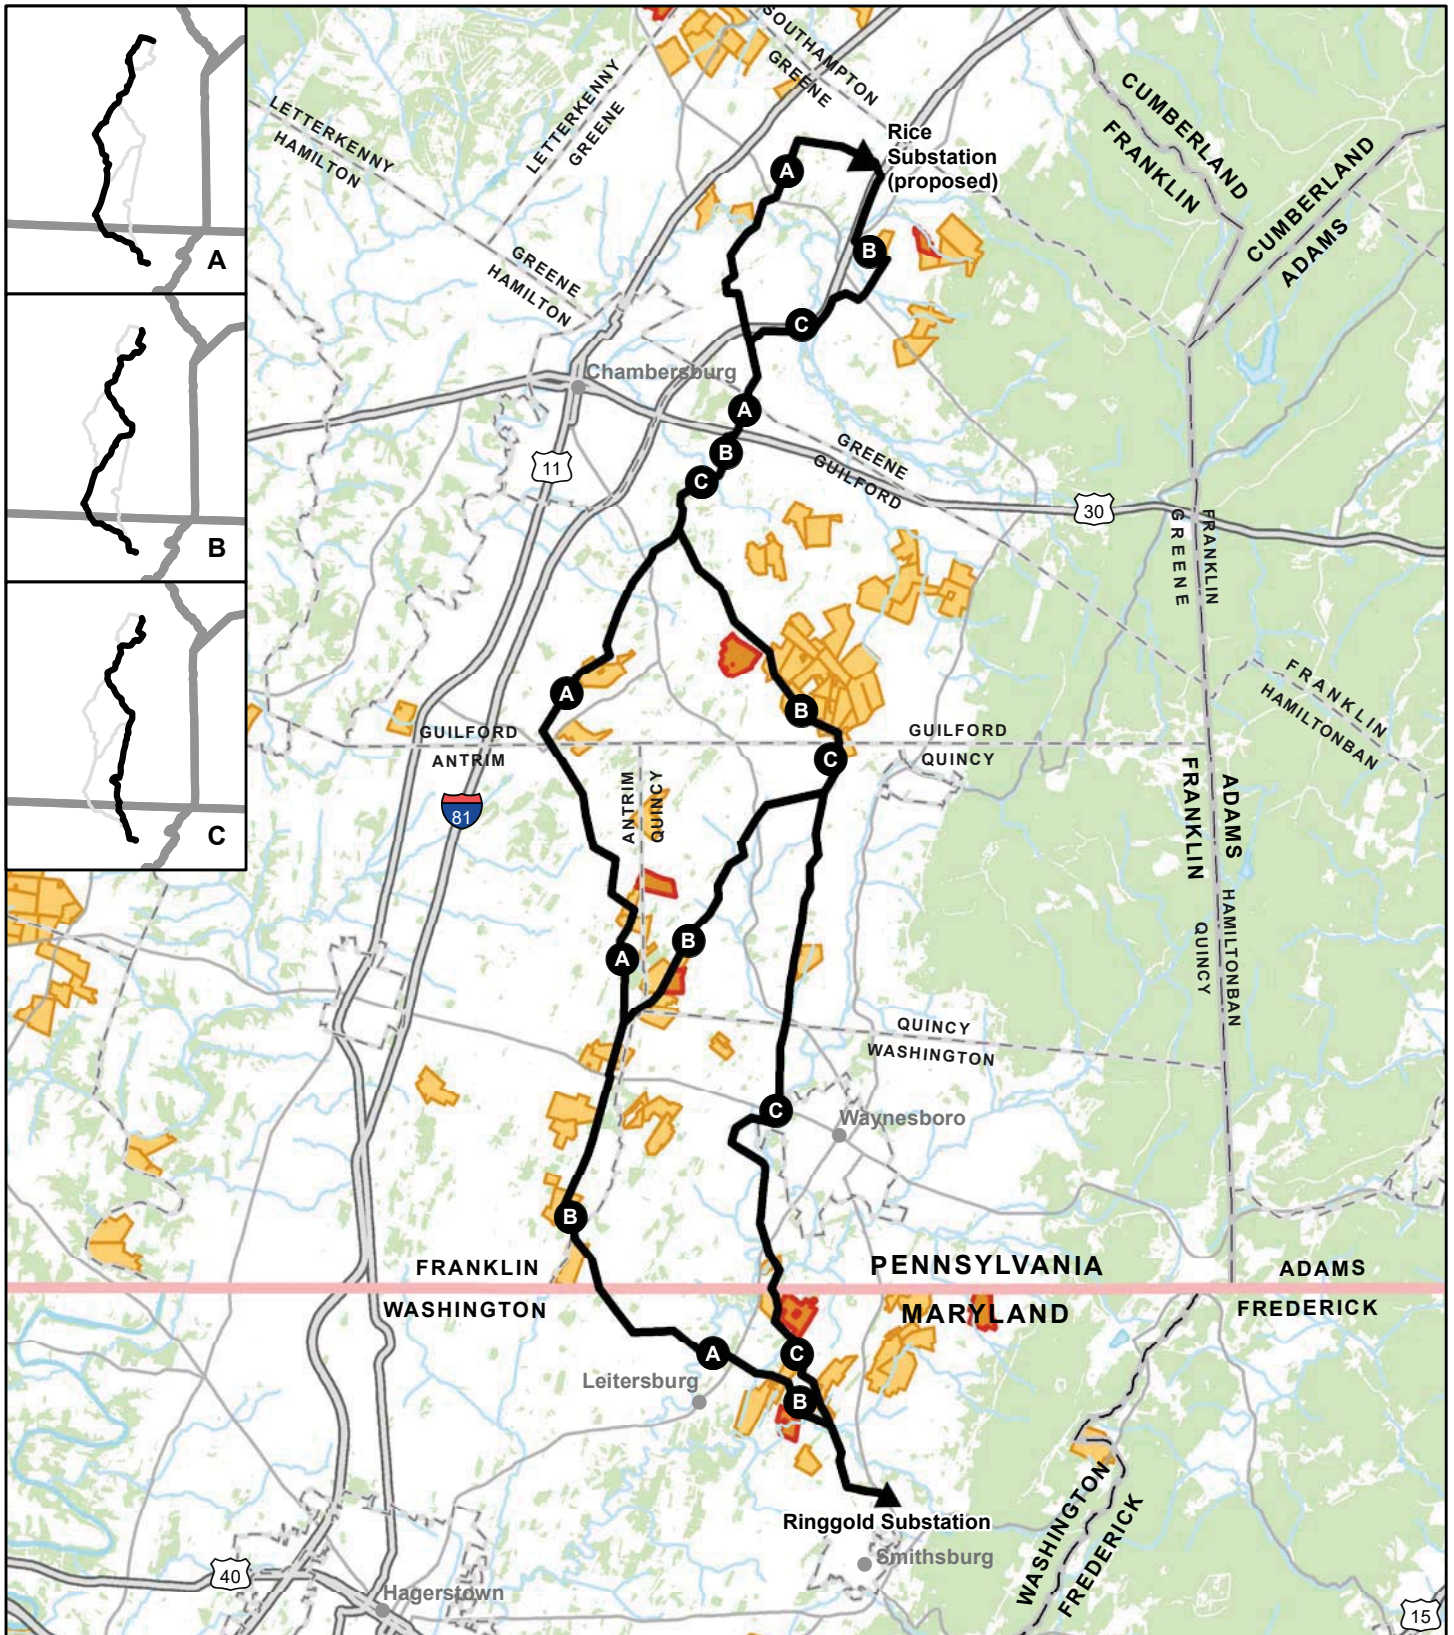 A
B
C
SOUTHAMPTON
GREENE
LETTERKENNY
GREENE
LETTERKENNY
HAMILTON
CUMBERLAND
FRANKLIN
CUMBERLAND
ADAMS
Rice
Substation
(proposed)
A
B
GREENE
HAMILTON
C
Chambersburg
A
B
C
GREENE
GUILFORD
11
30
FRANKLIN
GREENE
FRANKLIN
HAMILTONBAN
A
B
GUILFORD
ANTRIM
GUILFORD
QUINCY
C
ANTRIM
QUINCY
81
FRANKLIN
ADAMS
QUINCY
HAMILTONBAN
B
A
QUINCY
WASHINGTON
C
Waynesboro
B
FRANKLIN
WASHINGTON
PENNSYLVANIA
MARYLAND
ADAMS
FREDERICK
A
C
Leitersburg
B
WASHINGTON
FREDERICK
Ringgold Substation
Smithsburg
40
Hagerstown
15